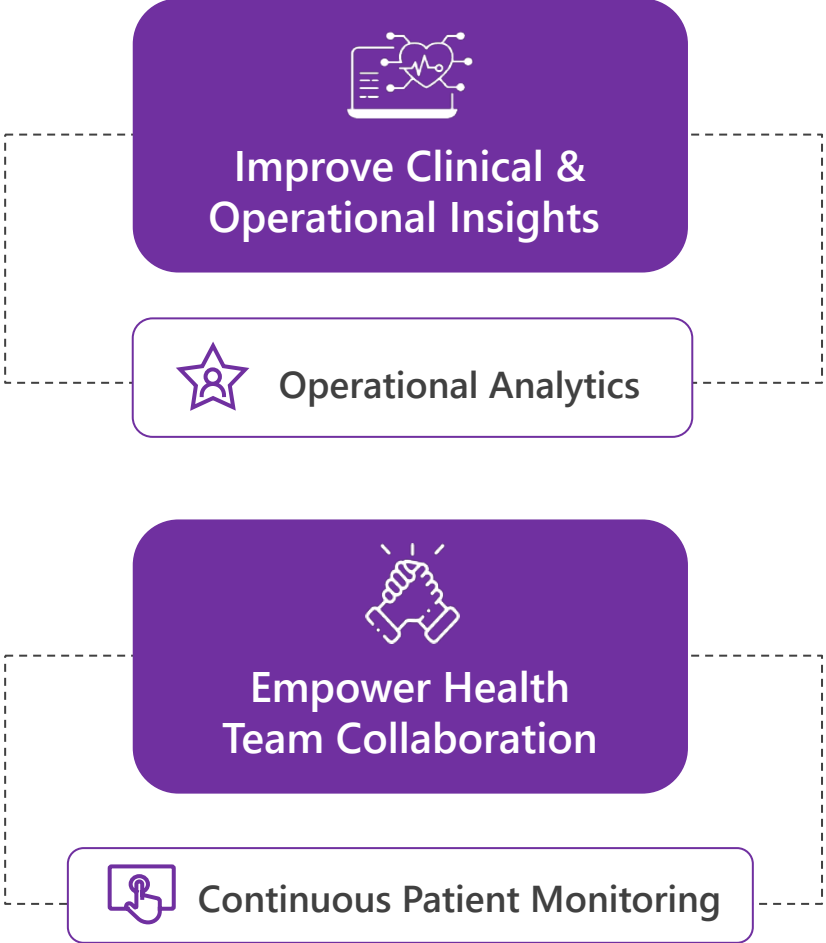 Improve Clinical &
Operational Insights
Operational Analytics
Empower Health
Team Collaboration
Continuous Patient Monitoring